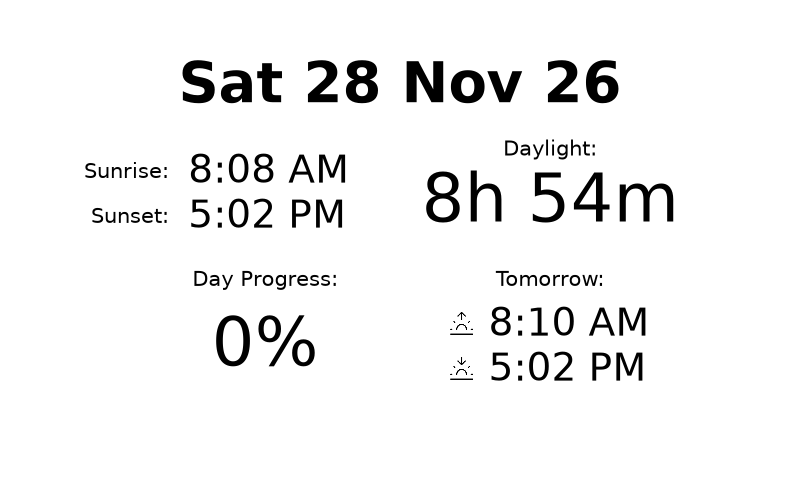 Sat 28 Nov 26
Sunrise: 8:08 AM
Sunset: 5:02 PM
Daylight:
8h 54m
Day Progress:
0%
Tomorrow:
8:10 AM
5:02 PM